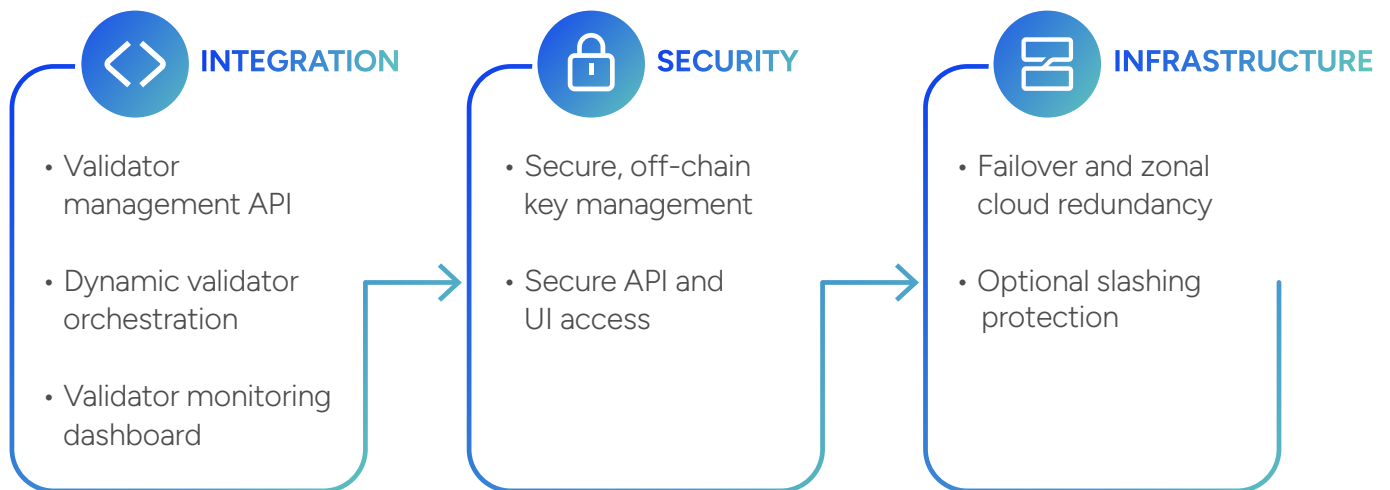 INTEGRATION
• Validator
management API
• Dynamic validator
orchestration
• Validator monitoring
dashboard
SECURITY
• Secure, off-chain
key management
• Secure API and
UI access
INFRASTRUCTURE
• Failover and zonal
cloud redundancy
• Optional slashing
protection